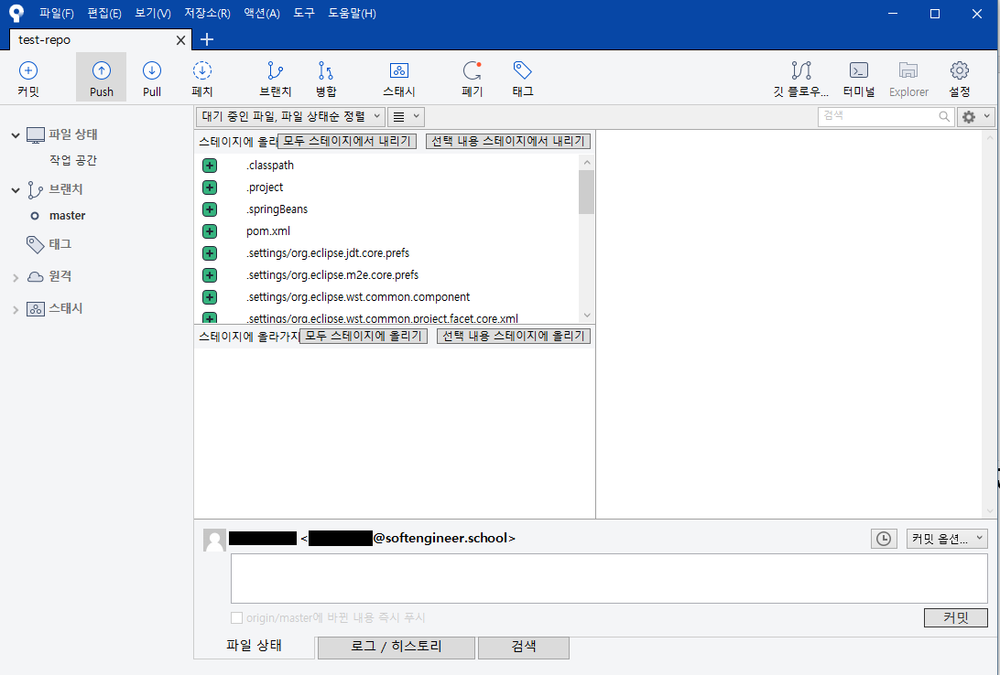 파일(F) 편집(E) 보기(V) 저장소(R) 액션(A) 도구 도움말(H)
test-repo
커밋 Push Pull 페치 브랜치 병합 스태시 폐기 태그 깃 플로우... 터미널 Explorer 설정
대기 중인 파일, 파일 상태순 정렬
검색
파일 상태
작업 공간
브랜치
master
태그
원격
스태시
스테이지에 올라 모두 스테이지에서 내리기 선택 내용 스테이지에서 내리기
.classpath
.project
.springBeans
pom.xml
.settings/org.eclipse.jdt.core.prefs
.settings/org.eclipse.m2e.core.prefs
.settings/org.eclipse.wst.common.component
.settings/org.eclipse.wst.common.project.facet.core.xml
스테이지에 올라가지 모두 스테이지에 올리기 선택 내용 스테이지에 올리기
< @softengineer.school>
커밋 옵션...
origin/master에 바뀐 내용 즉시 푸시
커밋
파일 상태 로그 / 히스토리 검색